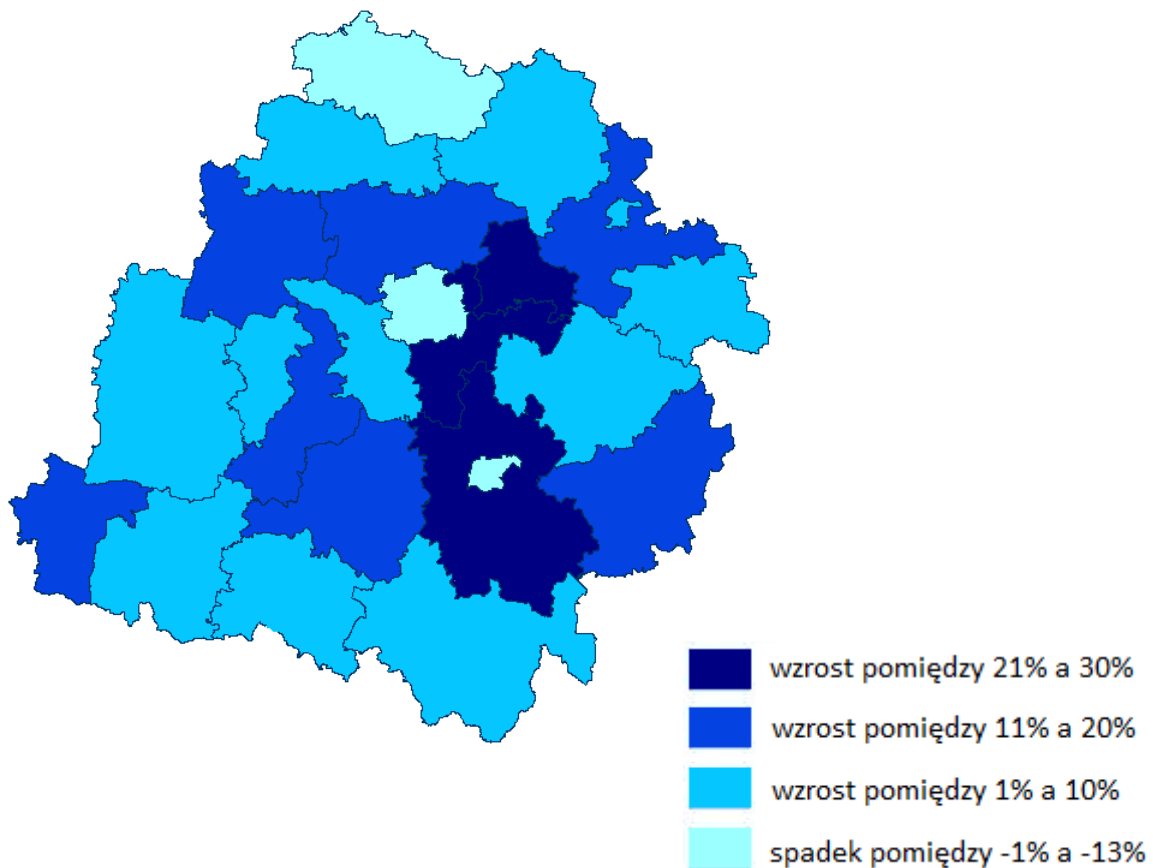 wzrost pomiędzy 21% a 30%
wzrost pomiędzy 11% a 20%
wzrost pomiędzy 1% a 10%
spadek pomiędzy -1% a -13%